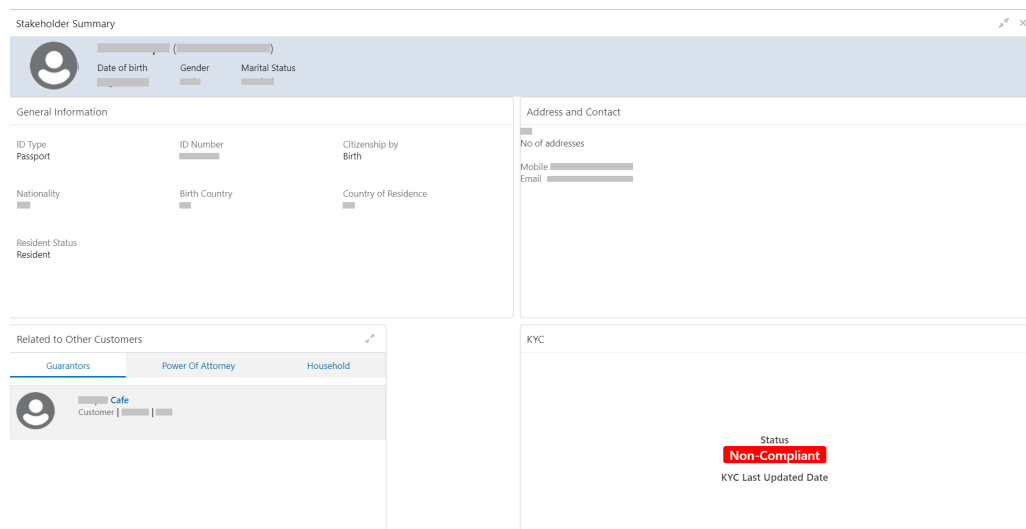 Stakeholder Summary
( )
Date of birth Gender Marital Status
General Information
ID Type ID Number Citizenship by
Passport Birth
Nationality Birth Country Country of Residence
Resident Status
Resident
Address and Contact
No of addresses
Mobile
Email
Related to Other Customers
Guarantors Power Of Attorney Household
Cafe
Customer | |
KYC
Status
Non-Compliant
KYC Last Updated Date